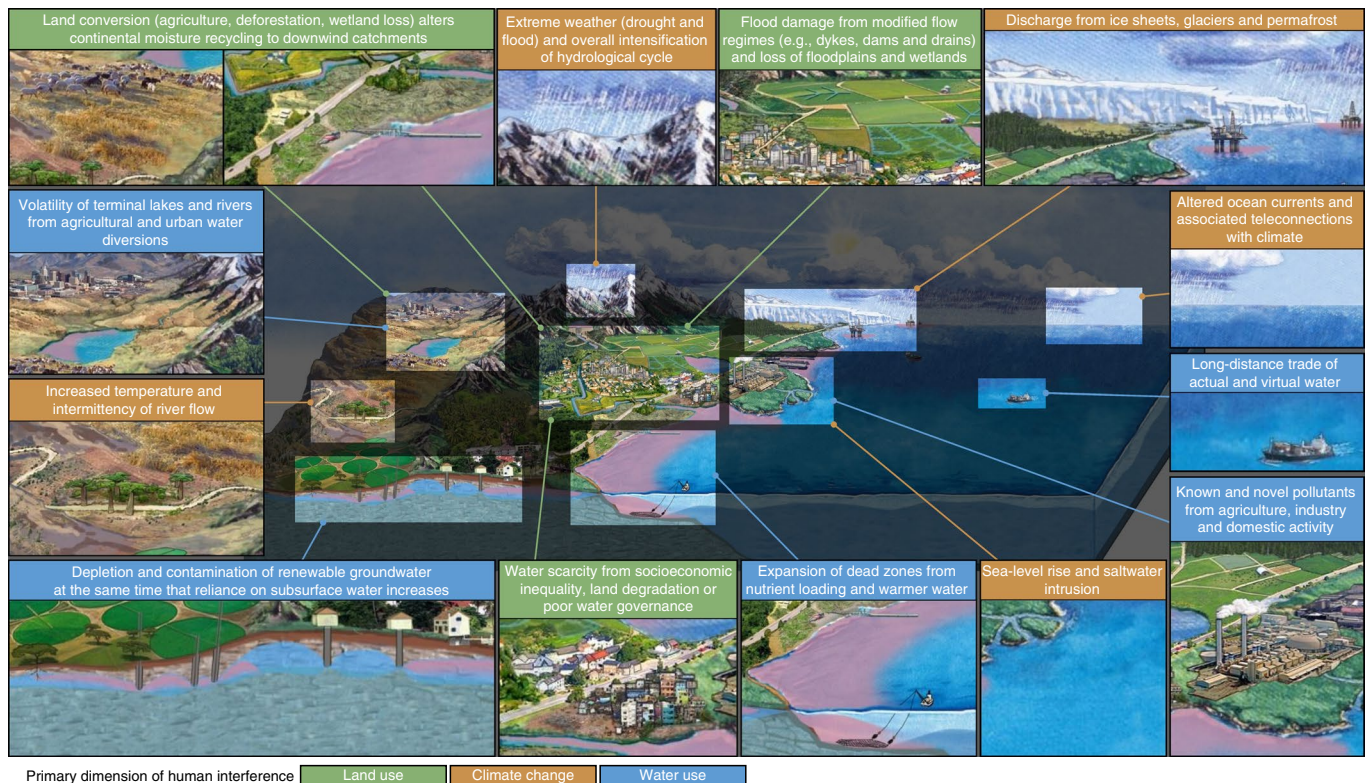 Land conversion (agriculture, deforestation, wetland loss) alters
continental moisture recycling to downwind catchments
Extreme weather (drought and
flood) and overall intensification
of hydrological cycle
Flood damage from modified flow
regimes (e.g., dykes, dams and drains)
and loss of floodplains and wetlands
Discharge from ice sheets, glaciers and permafrost
Volatility of terminal lakes and rivers
from agricultural and urban water
diversions
Altered ocean currents and
associated teleconnections
with climate
Increased temperature and
intermittency of river flow
Long-distance trade of
actual and virtual water
Known and novel pollutants
from agriculture, industry
and domestic activity
Depletion and contamination of renewable groundwater
at the same time that reliance on subsurface water increases
Water scarcity from socioeconomic
inequality, land degradation or
poor water governance
Expansion of dead zones from
nutrient loading and warmer water
Sea-level rise and saltwater
intrusion
Primary dimension of human interference
Land use
Climate change
Water use